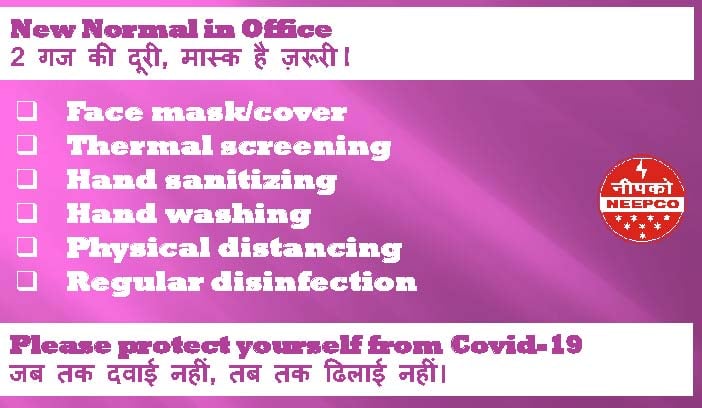 New Normal in Office
2 गज की दूरी, मास्क है ज़रूरी!
Face mask/cover
Thermal screening
Hand sanitizing
नीपको
Hand washing
NEEPCO
Physical distancing
Regular disinfection
Please protect yourself from Covid-19
जब तक दवाई नहीं, तब तक ढिलाई नहीं।